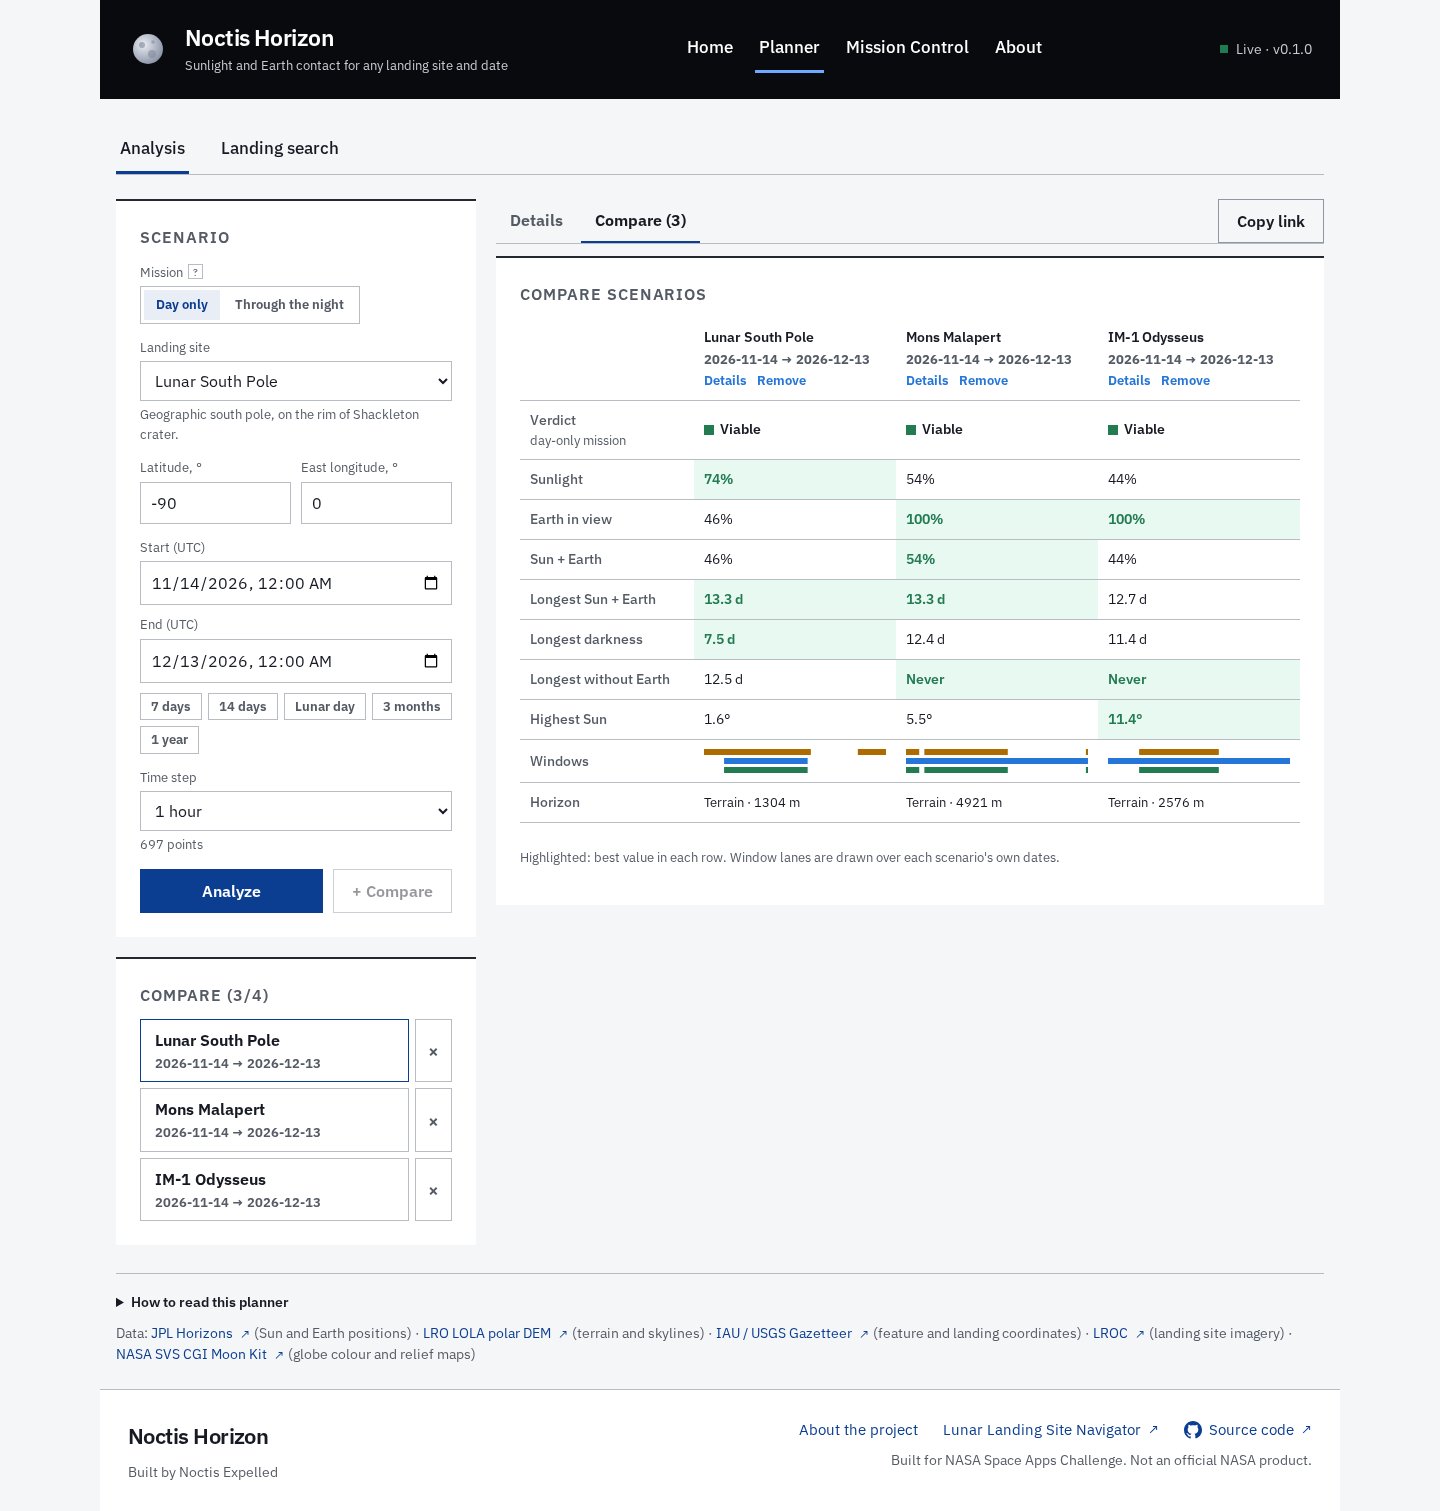 Noctis Horizon
Sunlight and Earth contact for any landing site and date
Home Planner Mission Control About
Live · v0.1.0
Analysis Landing search
SCENARIO
Mission ?
Day only Through the night
Landing site
Lunar South Pole
Geographic south pole, on the rim of Shackleton
crater.
Latitude, ° East longitude, °
-90 0
Start (UTC)
11/14/2026, 12:00 AM
End (UTC)
12/13/2026, 12:00 AM
7 days 14 days Lunar day 3 months
1 year
Time step
1 hour
697 points
Analyze + Compare
COMPARE (3/4)
Lunar South Pole
2026-11-14 → 2026-12-13
×
Mons Malapert
2026-11-14 → 2026-12-13
×
IM-1 Odysseus
2026-11-14 → 2026-12-13
×
Details Compare (3) Copy link
COMPARE SCENARIOS
Lunar South Pole Mons Malapert IM-1 Odysseus
2026-11-14 → 2026-12-13 2026-11-14 → 2026-12-13 2026-11-14 → 2026-12-13
Details Remove Details Remove Details Remove
Verdict
day-only mission
Viable Viable Viable
Sunlight 74% 54% 44%
Earth in view 46% 100% 100%
Sun + Earth 46% 54% 44%
Longest Sun + Earth 13.3 d 13.3 d 12.7 d
Longest darkness 7.5 d 12.4 d 11.4 d
Longest without Earth 12.5 d Never Never
Highest Sun 1.6° 5.5° 11.4°
Windows
Horizon Terrain · 1304 m Terrain · 4921 m Terrain · 2576 m
Highlighted: best value in each row. Window lanes are drawn over each scenario's own dates.
▶ How to read this planner
Data: JPL Horizons ↗ (Sun and Earth positions) · LRO LOLA polar DEM ↗ (terrain and skylines) · IAU / USGS Gazetteer ↗ (feature and landing coordinates) · LROC ↗ (landing site imagery) ·
NASA SVS CGI Moon Kit ↗ (globe colour and relief maps)
Noctis Horizon
Built by Noctis Expelled
About the project Lunar Landing Site Navigator ↗ Source code ↗
Built for NASA Space Apps Challenge. Not an official NASA product.